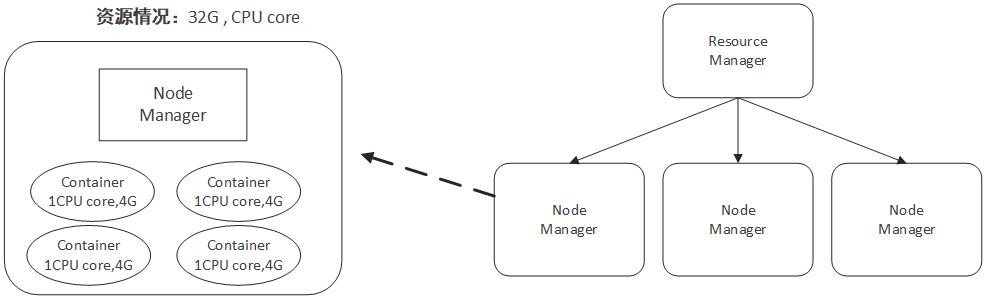 资源情况：32G , CPU core
Node
Manager
Container
1CPU core,4G
Container
1CPU core,4G
Container
1CPU core,4G
Container
1CPU core,4G
Resource
Manager
Node
Manager
Node
Manager
Node
Manager